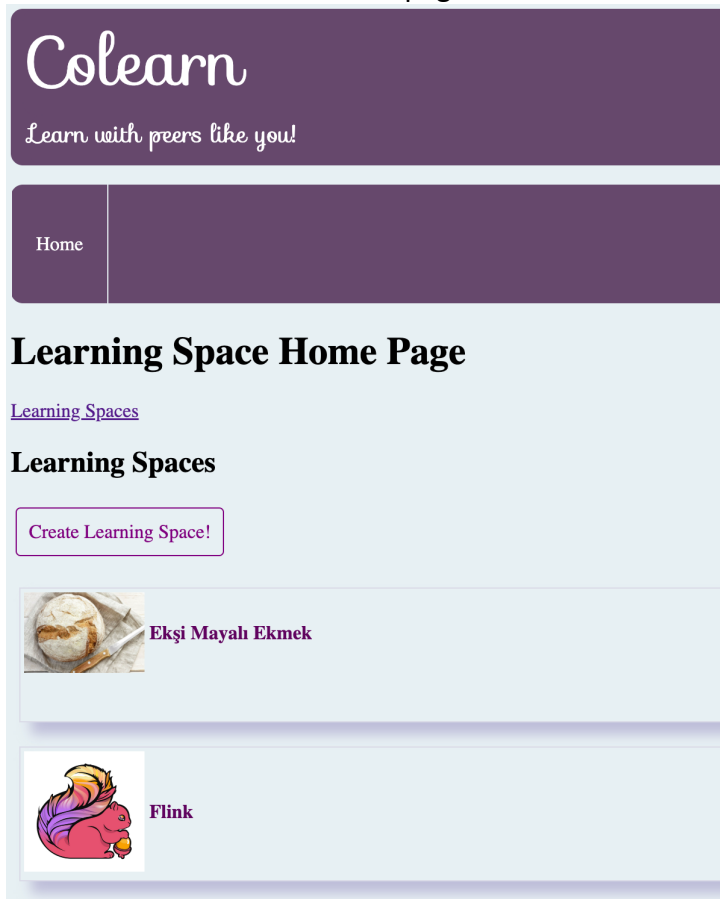 Colearn
Learn with peers like you!
Home
Learning Space Home Page
Learning Spaces
Learning Spaces
Create Learning Space!
Ekşi Mayalı Ekmek
Flink